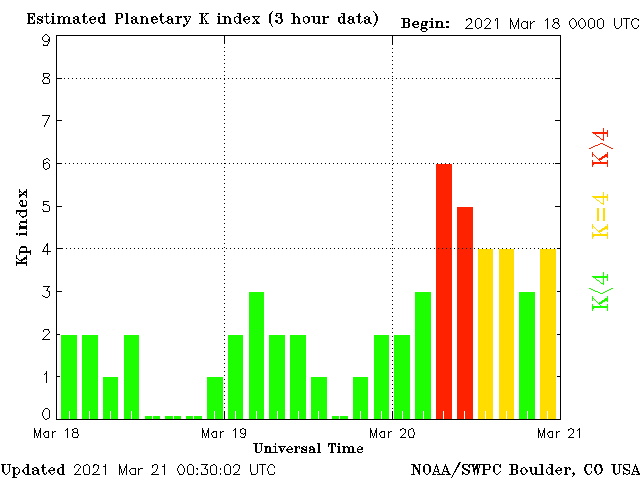 Estimated Planetary K index (3 hour data)
Begin: 2021 Mar 18 0000 UTC
9
8
7
6
5
4
3
2
1
0
Kp index
K>4
K=4
K<4
Mar 18
Mar 19
Mar 20
Mar 21
Universal Time
Updated 2021 Mar 21 00:30:02 UTC
NOAA/SWPC Boulder, CO USA